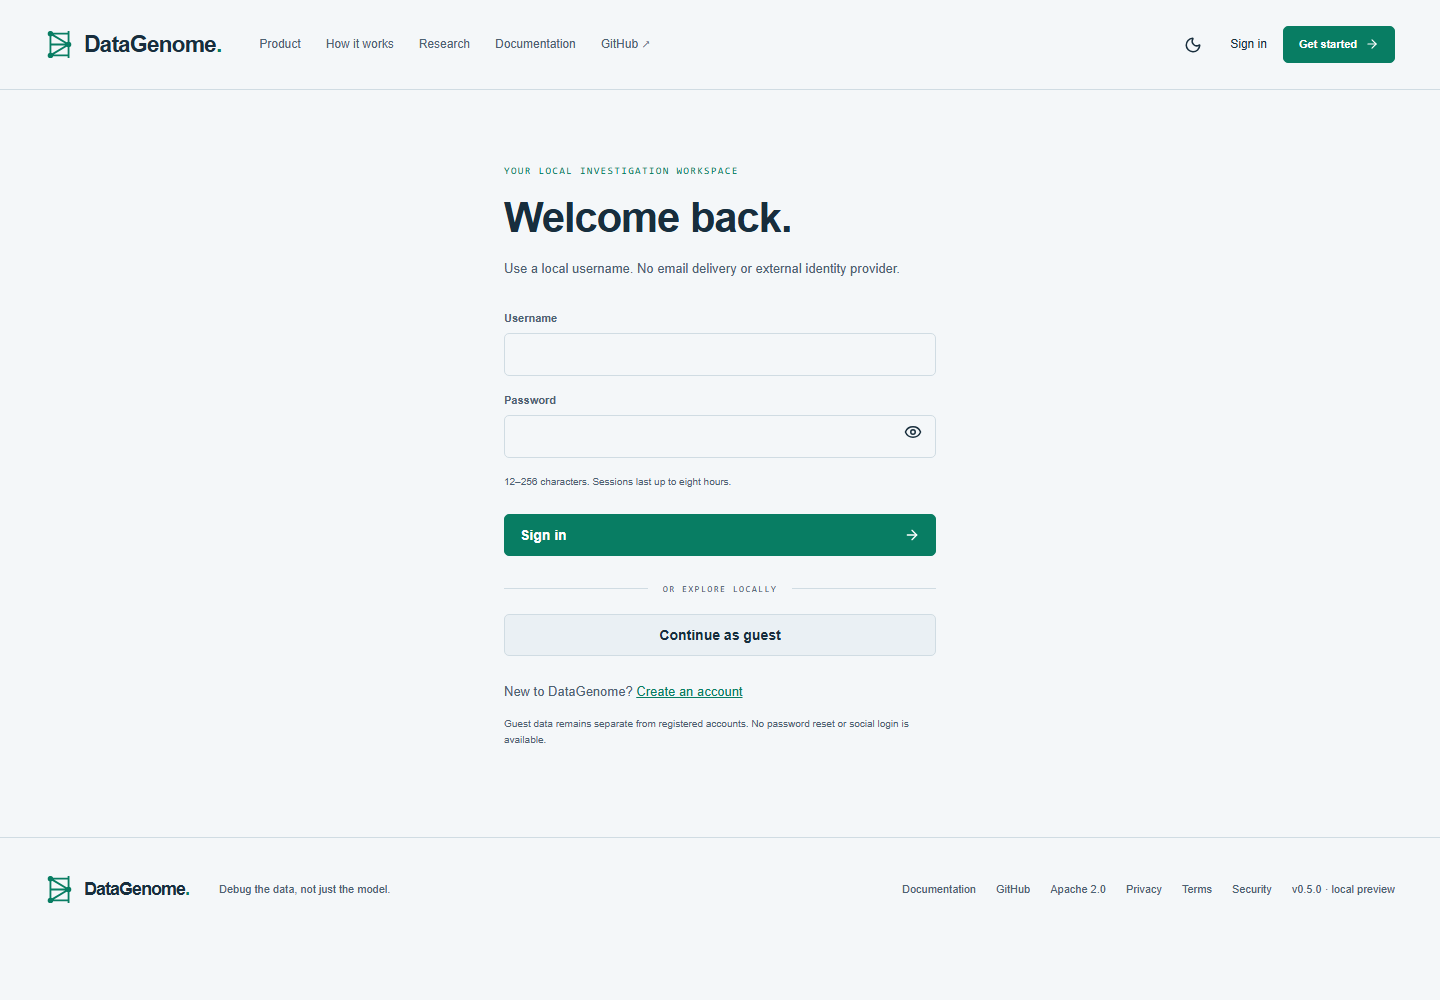 DataGenome.
Product
How it works
Research
Documentation
GitHub ↗
Sign in
Get started →
YOUR LOCAL INVESTIGATION WORKSPACE
Welcome back.
Use a local username. No email delivery or external identity provider.
Username
Password
12–256 characters. Sessions last up to eight hours.
Sign in →
OR EXPLORE LOCALLY
Continue as guest
New to DataGenome? Create an account
Guest data remains separate from registered accounts. No password reset or social login is
available.
DataGenome.
Debug the data, not just the model.
Documentation
GitHub
Apache 2.0
Privacy
Terms
Security
v0.5.0 · local preview